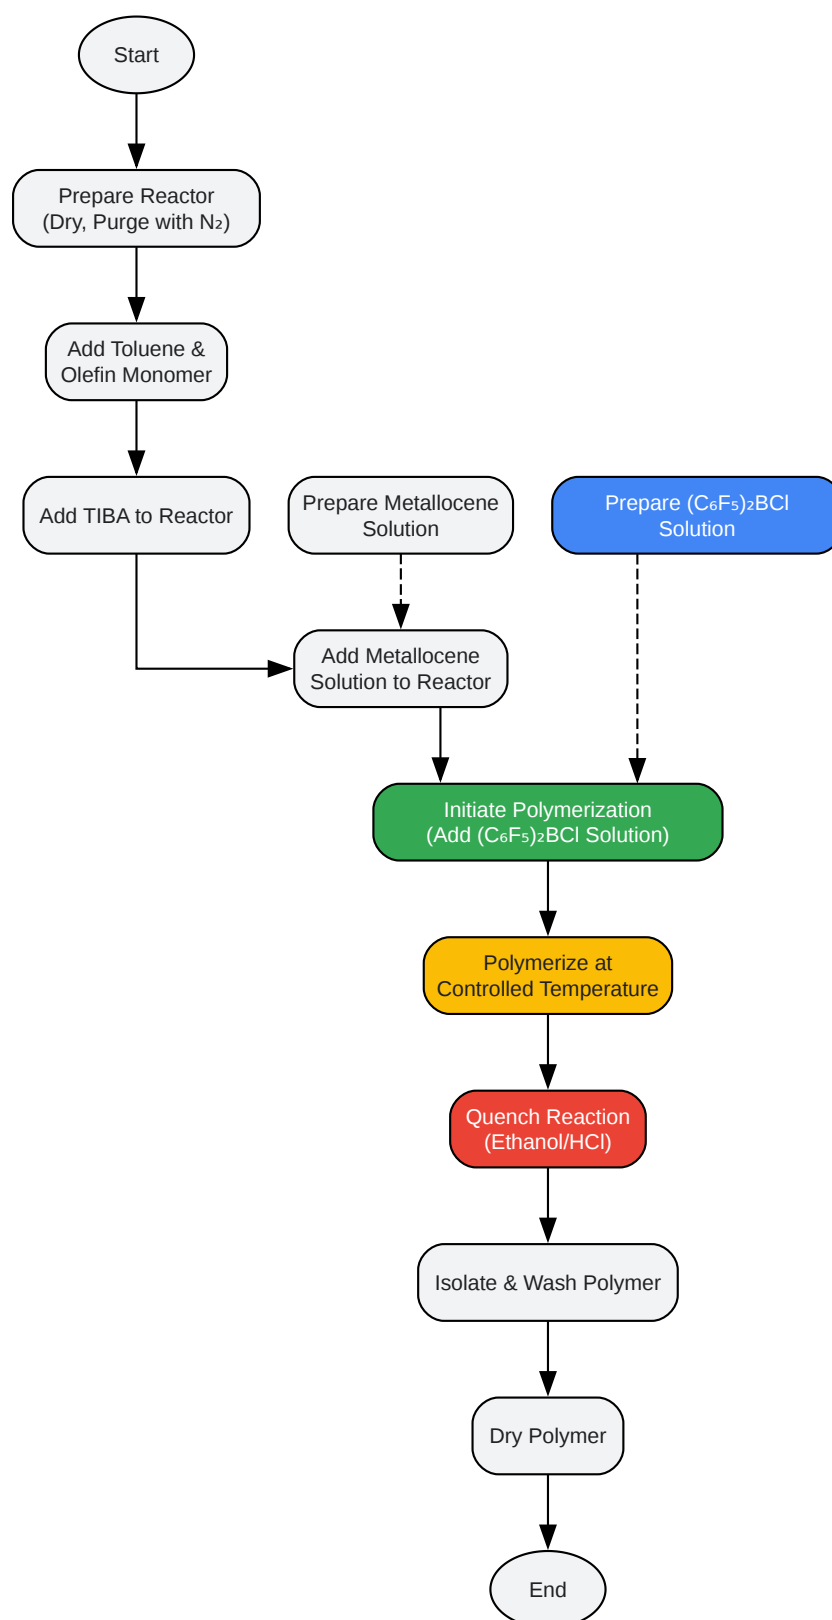 Start
Prepare Reactor
(Dry, Purge with N₂)
Add Toluene &
Olefin Monomer
Add TIBA to Reactor
Prepare Metallocene
Solution
Prepare (C₆F₅)₂BCl
Solution
Add Metallocene
Solution to Reactor
Initiate Polymerization
(Add (C₆F₅)₂BCl Solution)
Polymerize at
Controlled Temperature
Quench Reaction
(Ethanol/HCl)
Isolate & Wash Polymer
Dry Polymer
End